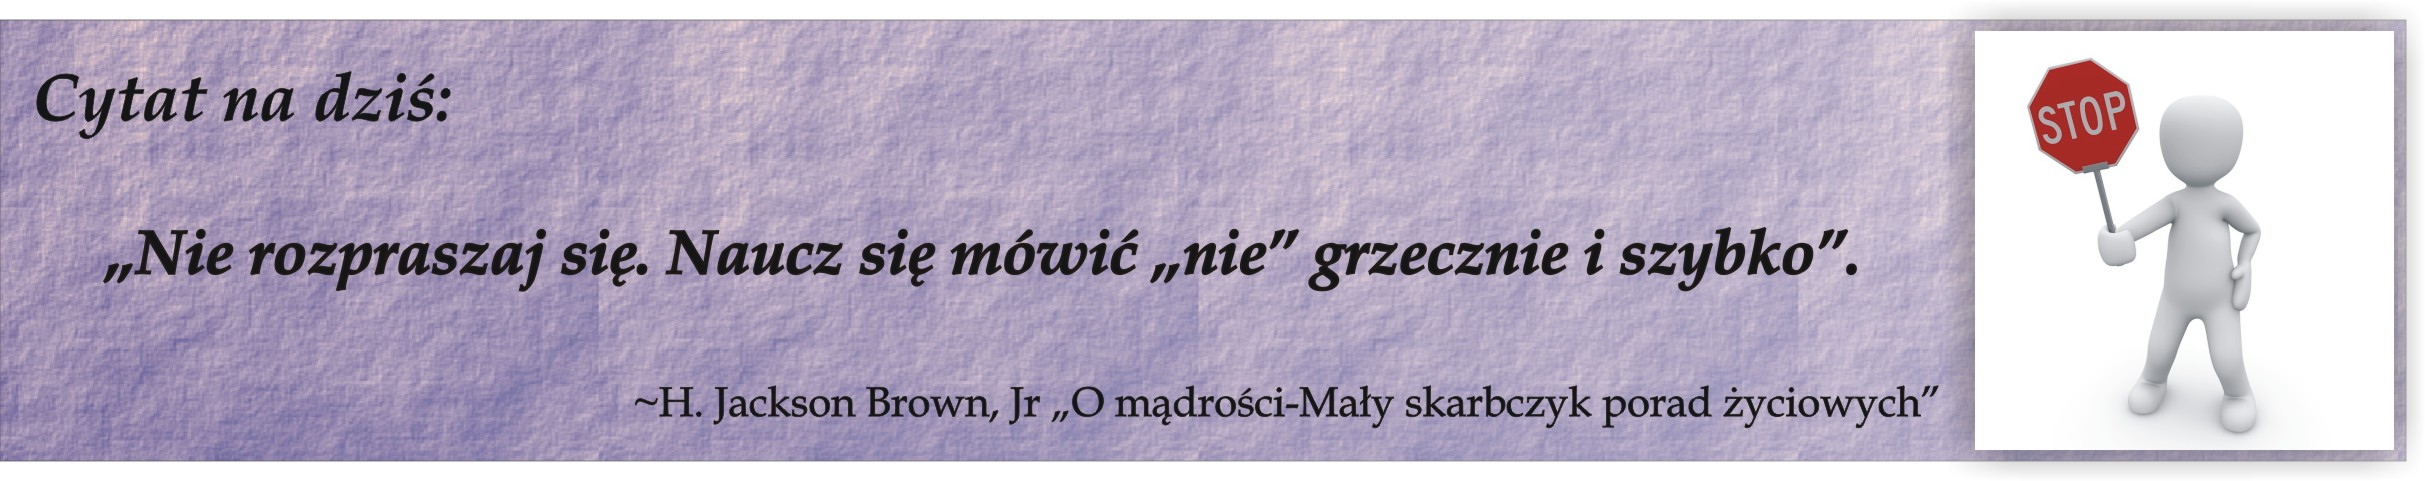 Cytat na dziś:
„Nie rozpraszaj się. Naucz się mówić „nie” grzecznie i szybko”.
~H. Jackson Brown, Jr „O mądrości-Mały skarbczyk porad życiowych”
STOP